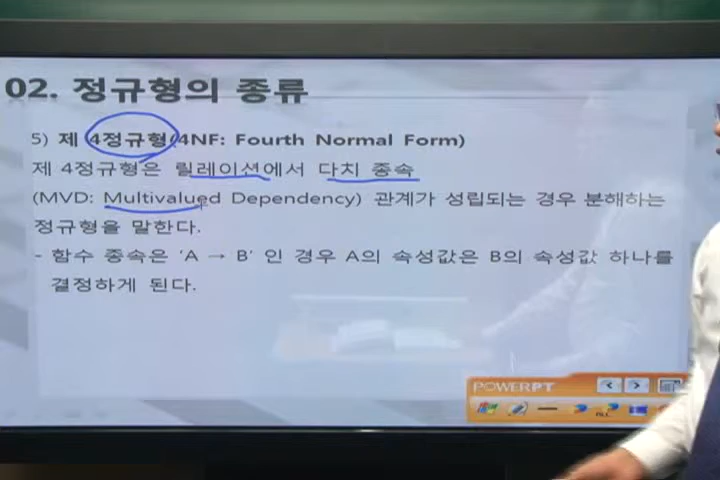 02. 정규형의 종류
5) 제 4정규형(4NF: Fourth Normal Form)
제 4정규형은 릴레이션에서 다치 종속
(MVD: Multivalued Dependency) 관계가 성립되는 경우 분해하는
정규형을 말한다.
- 함수 종속은 'A → B' 인 경우 A의 속성값은 B의 속성값 하나를
결정하게 된다.
POWERPT